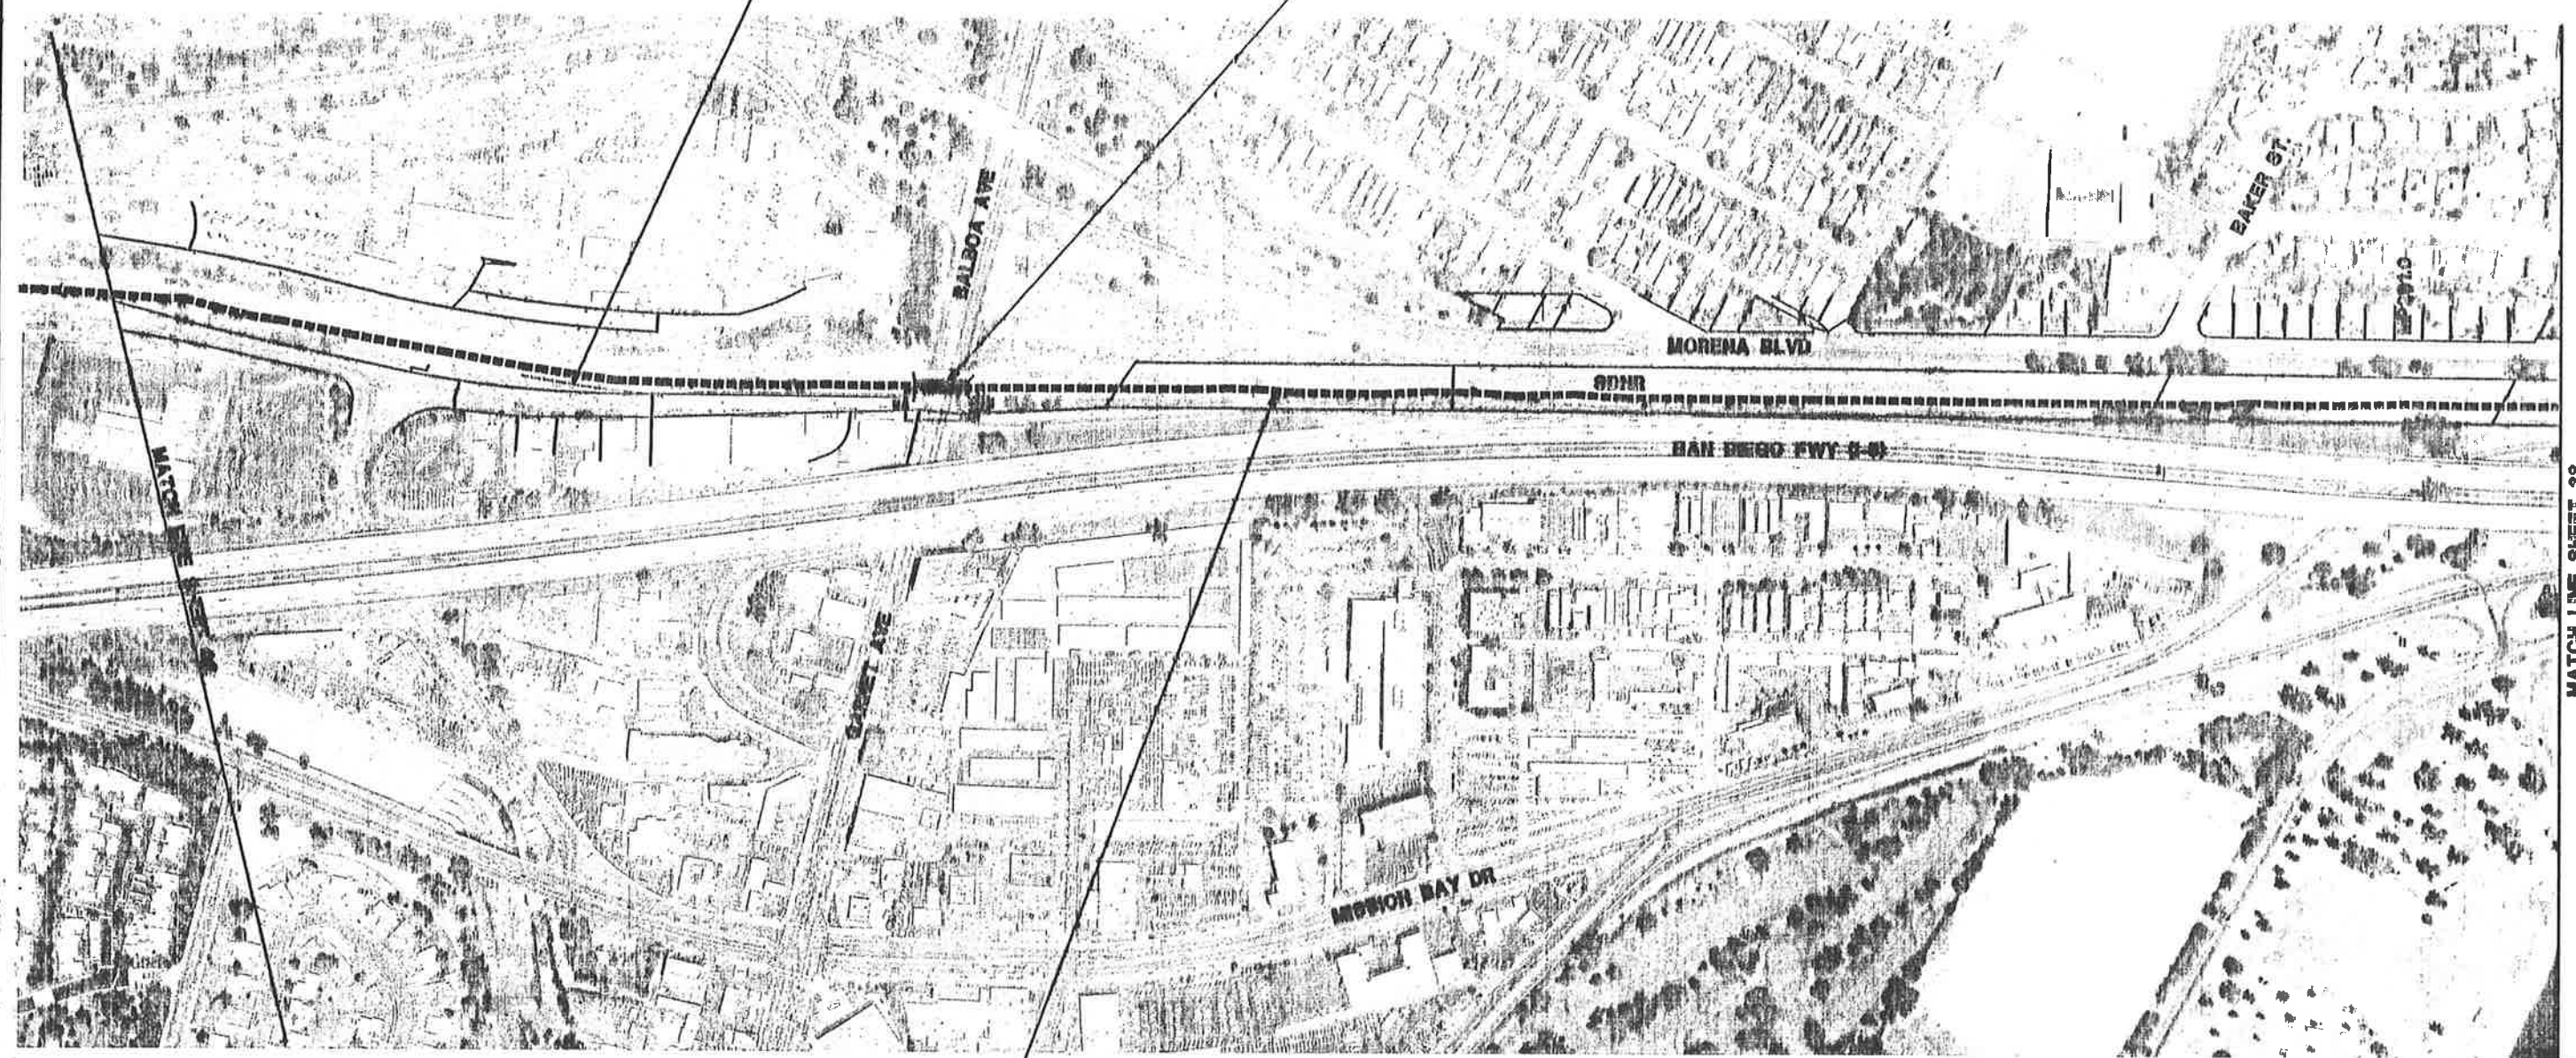 BALBOA AVE
BAKER ST.
MORENA BLVD
SDNR
SAN DIEGO FWY (I-5)
MATCH LINE SHEET
GARNET AVE
MISSION BAY DR
MATCH LINE SHEET